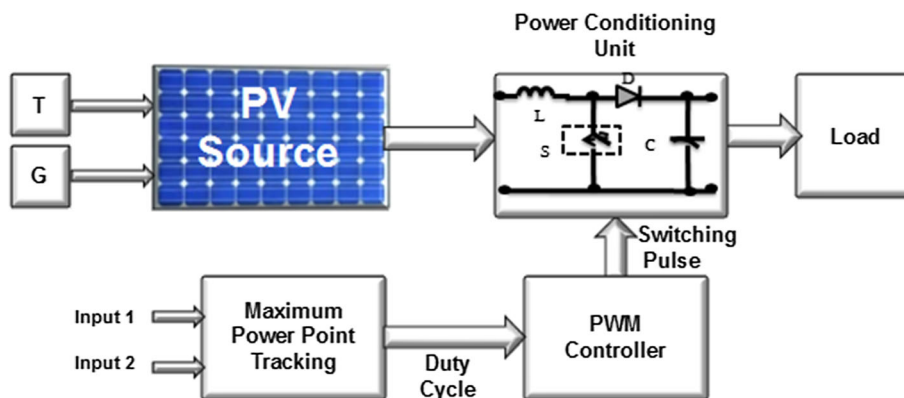 Power Conditioning
Unit
T
G
PV
Source
L
D
S
C
Load
Switching
Pulse
Input 1
Input 2
Maximum
Power Point
Tracking
Duty
Cycle
PWM
Controller